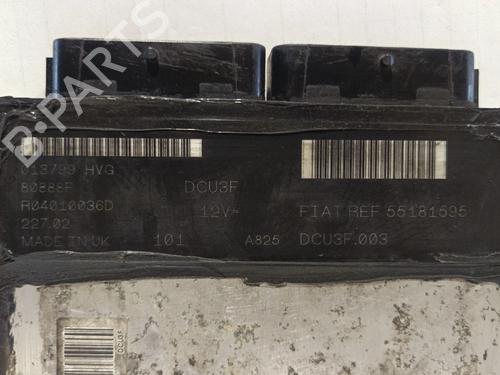 B-PARTS
013799 HVG
80888F DCU3F
R04010036D 12V= FIAT REF 55181595
227.02
MADE IN UK 101 A825 DCU3F.003